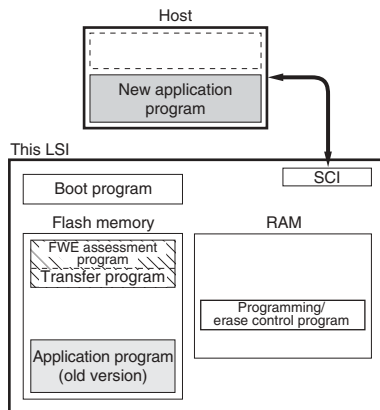 Host
New application
program
This LSI
SCI
Boot program
Flash memory
RAM
FWE assessment
program
Transfer program
Programming/
erase control program
Application program
(old version)